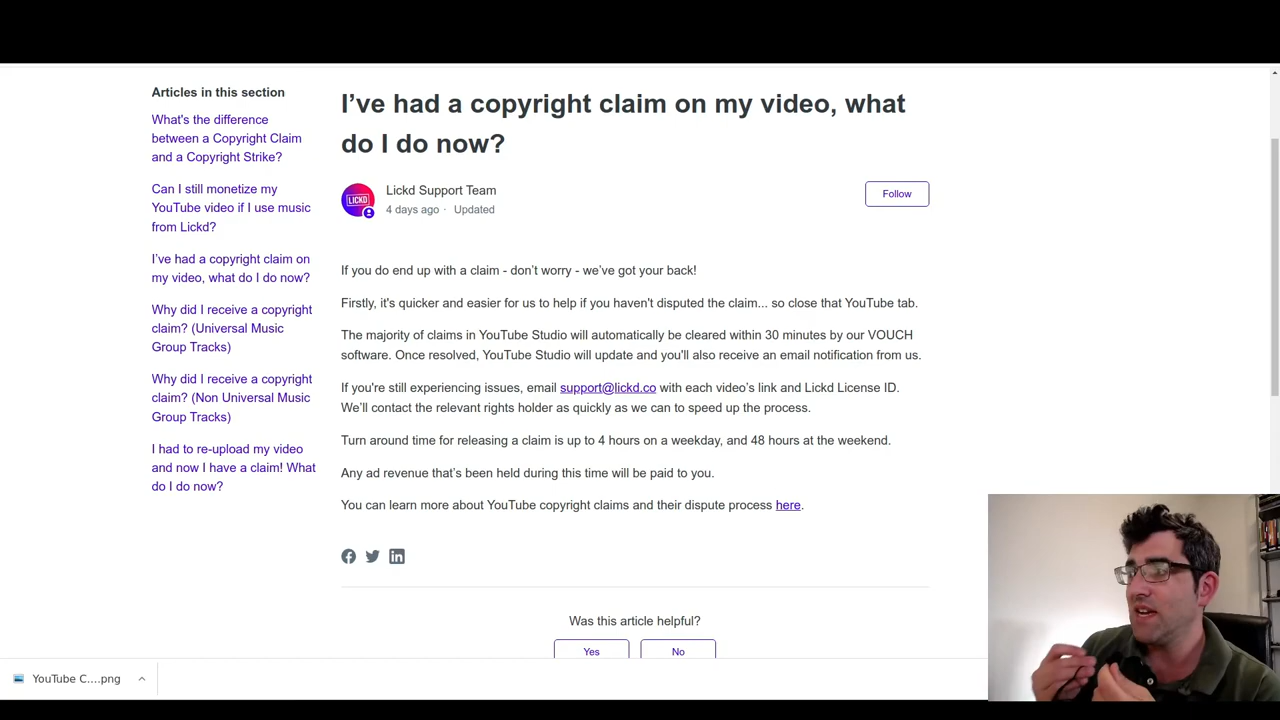 Articles in this section
What's the difference
between a Copyright Claim
and a Copyright Strike?
Can I still monetize my
YouTube video if I use music
from Lickd?
I’ve had a copyright claim on
my video, what do I do now?
Why did I receive a copyright
claim? (Universal Music
Group Tracks)
Why did I receive a copyright
claim? (Non Universal Music
Group Tracks)
I had to re-upload my video
and now I have a claim! What
do I do now?
I’ve had a copyright claim on my video, what
do I do now?
LICKD
Lickd Support Team
4 days ago · Updated
Follow
If you do end up with a claim - don’t worry - we’ve got your back!
Firstly, it's quicker and easier for us to help if you haven't disputed the claim... so close that YouTube tab.
The majority of claims in YouTube Studio will automatically be cleared within 30 minutes by our VOUCH
software. Once resolved, YouTube Studio will update and you'll also receive an email notification from us.
If you're still experiencing issues, email support@lickd.co with each video’s link and Lickd License ID.
We’ll contact the relevant rights holder as quickly as we can to speed up the process.
Turn around time for releasing a claim is up to 4 hours on a weekday, and 48 hours at the weekend.
Any ad revenue that’s been held during this time will be paid to you.
You can learn more about YouTube copyright claims and their dispute process here.
Was this article helpful?
Yes
No
YouTube C....png